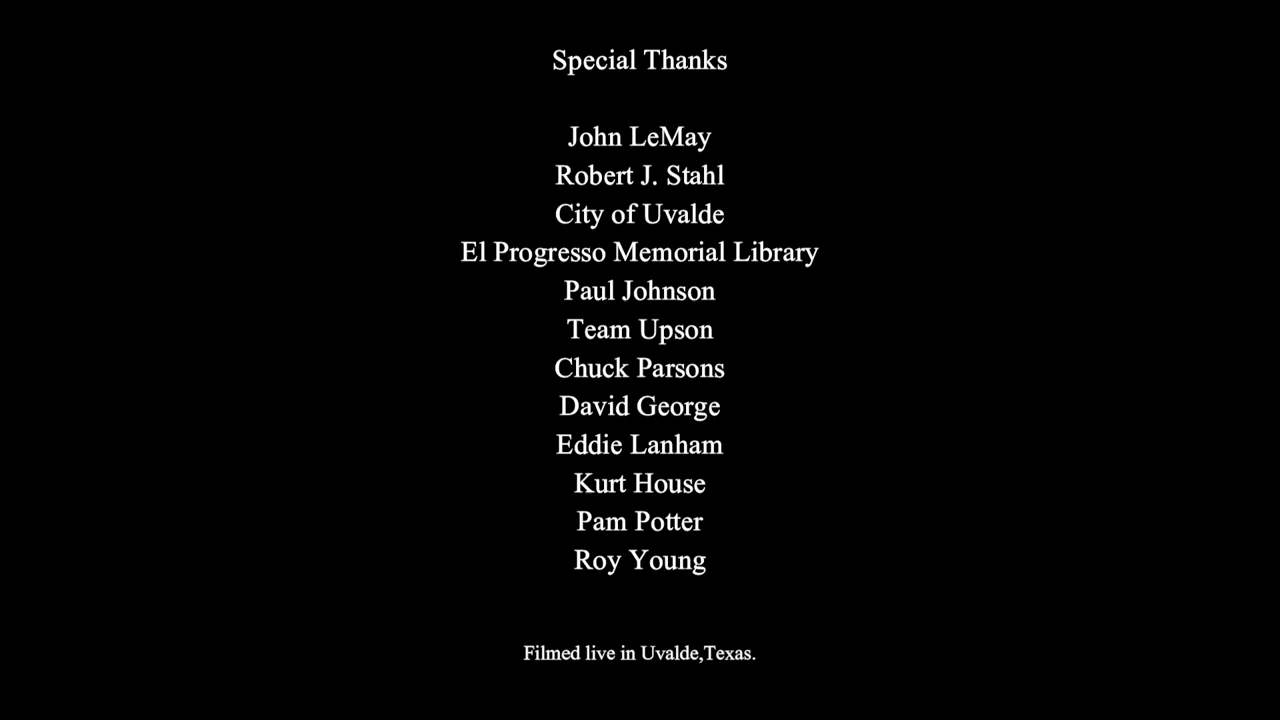 Special Thanks
John LeMay
Robert J. Stahl
City of Uvalde
El Progresso Memorial Library
Paul Johnson
Team Upson
Chuck Parsons
David George
Eddie Lanham
Kurt House
Pam Potter
Roy Young
Filmed live in Uvalde,Texas.